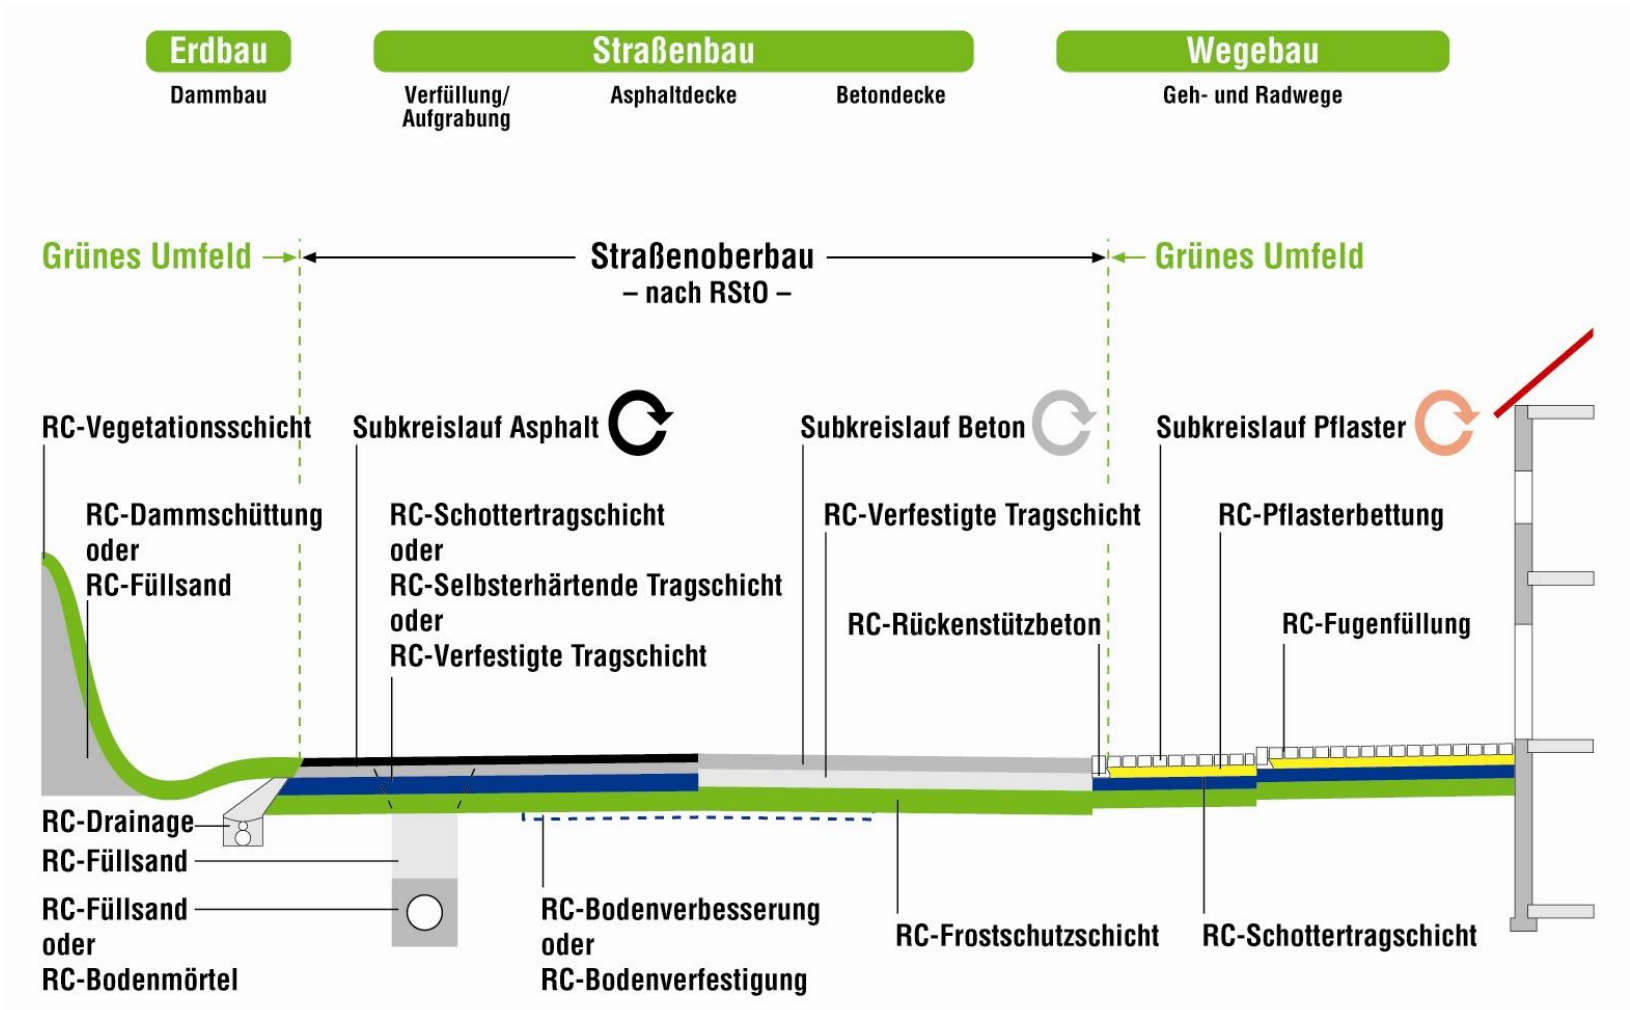 Erdbau
Straßenbau
Wegebau
Dammbau
Verfüllung/
Aufgrabung
Asphaltdecke
Betondecke
Geh- und Radwege
Grünes Umfeld
Straßenoberbau
– nach RStO –
Grünes Umfeld
RC-Vegetationsschicht
Subkreislauf Asphalt
Subkreislauf Beton
Subkreislauf Pflaster
RC-Dammschüttung
oder
RC-Füllsand
RC-Schottertragschicht
oder
RC-Selbsterhärtende Tragschicht
oder
RC-Verfestigte Tragschicht
RC-Verfestigte Tragschicht
RC-Rückenstützbeton
RC-Pflasterbettung
RC-Fugenfüllung
RC-Drainage
RC-Füllsand
RC-Füllsand
oder
RC-Bodenmörtel
RC-Bodenverbesserung
oder
RC-Bodenverfestigung
RC-Frostschutzschicht
RC-Schottertragschicht